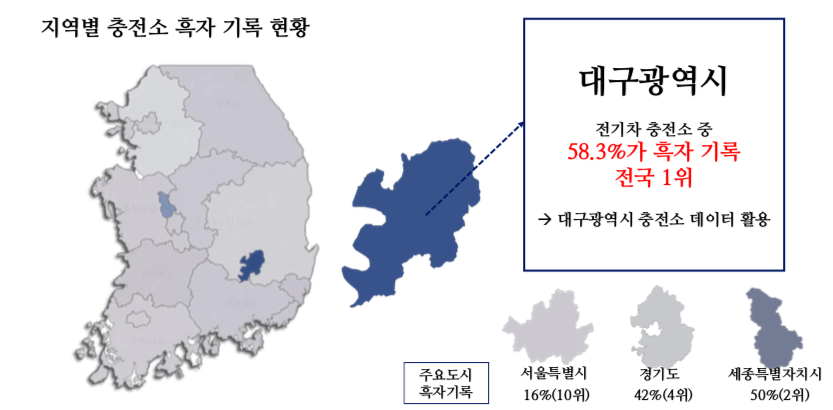 지역별 충전소 흑자 기록 현황
대구광역시
전기차 충전소 중
58.3%가 흑자 기록
전국 1위
→ 대구광역시 충전소 데이터 활용
주요도시
흑자기록
서울특별시
16%(10위)
경기도
42%(4위)
세종특별자치시
50%(2위)